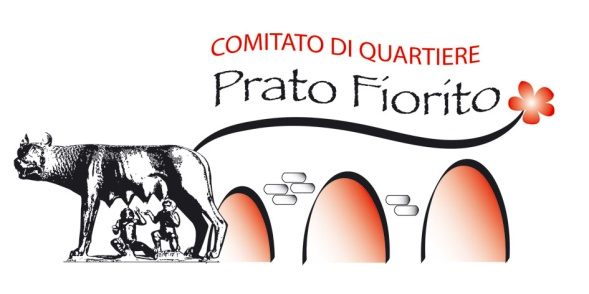 COMITATO DI QUARTIERE
Prato Fiorito